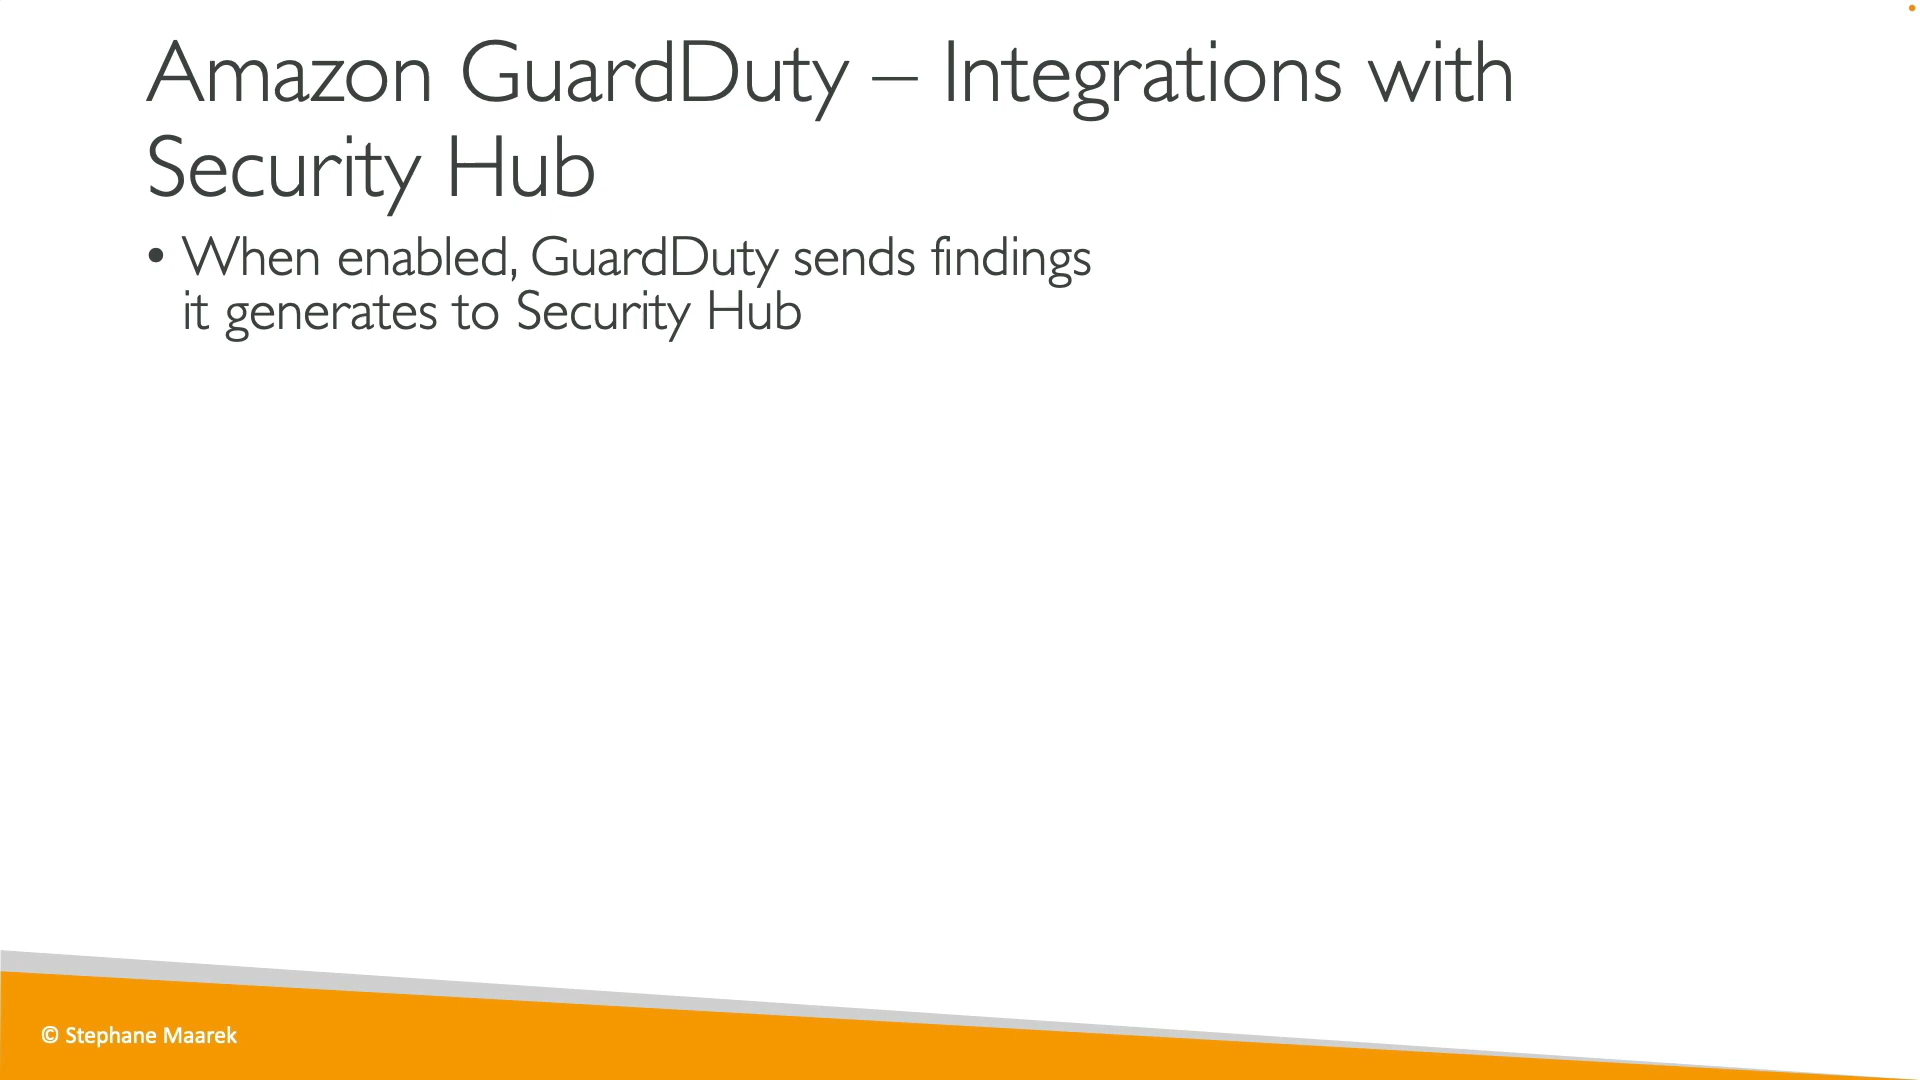 Amazon GuardDuty – Integrations with
Security Hub
• When enabled, GuardDuty sends findings
it generates to Security Hub
© Stephane Maarek